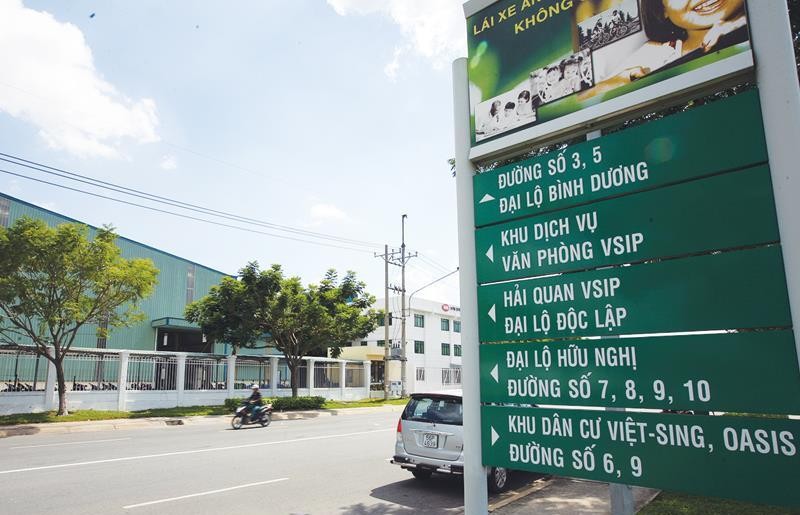 LÁI XE AN
KHÔNG
ĐƯỜNG SỐ 3, 5
ĐẠI LỘ BÌNH DƯƠNG
KHU DỊCH VỤ
VĂN PHÒNG VSIP
HẢI QUAN VSIP
ĐẠI LỘ ĐỘC LẬP
ĐẠI LỘ HỮU NGHỊ
ĐƯỜNG SỐ 7, 8, 9, 10
KHU DÂN CƯ VIỆT-SING, OASIS
ĐƯỜNG SỐ 6, 9